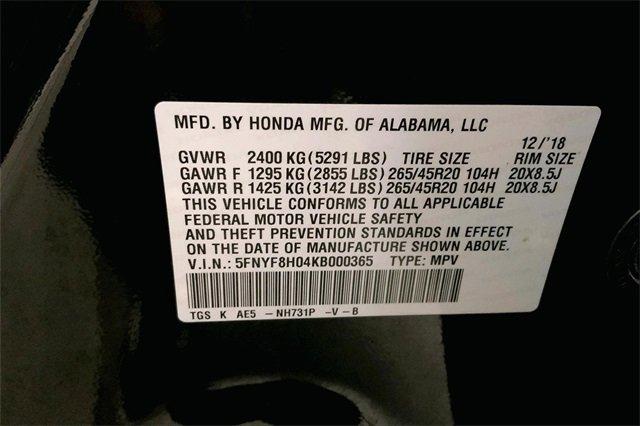 MFD. BY HONDA MFG. OF ALABAMA, LLC
12/'18
GVWR 2400 KG(5291 LBS) TIRE SIZE RIM SIZE
GAWR F 1295 KG(2855 LBS)265/45R20 104H 20X8.5J
GAWR R 1425 KG(3142 LBS)265/45R20 104H 20X8.5J
THIS VEHICLE CONFORMS TO ALL APPLICABLE
FEDERAL MOTOR VEHICLE SAFETY
AND THEFT PREVENTION STANDARDS IN EFFECT
ON THE DATE OF MANUFACTURE SHOWN ABOVE.
V.I.N.: 5FNYF8H04KB000365 TYPE: MPV
TGS K AE5 -NH731P -V-B